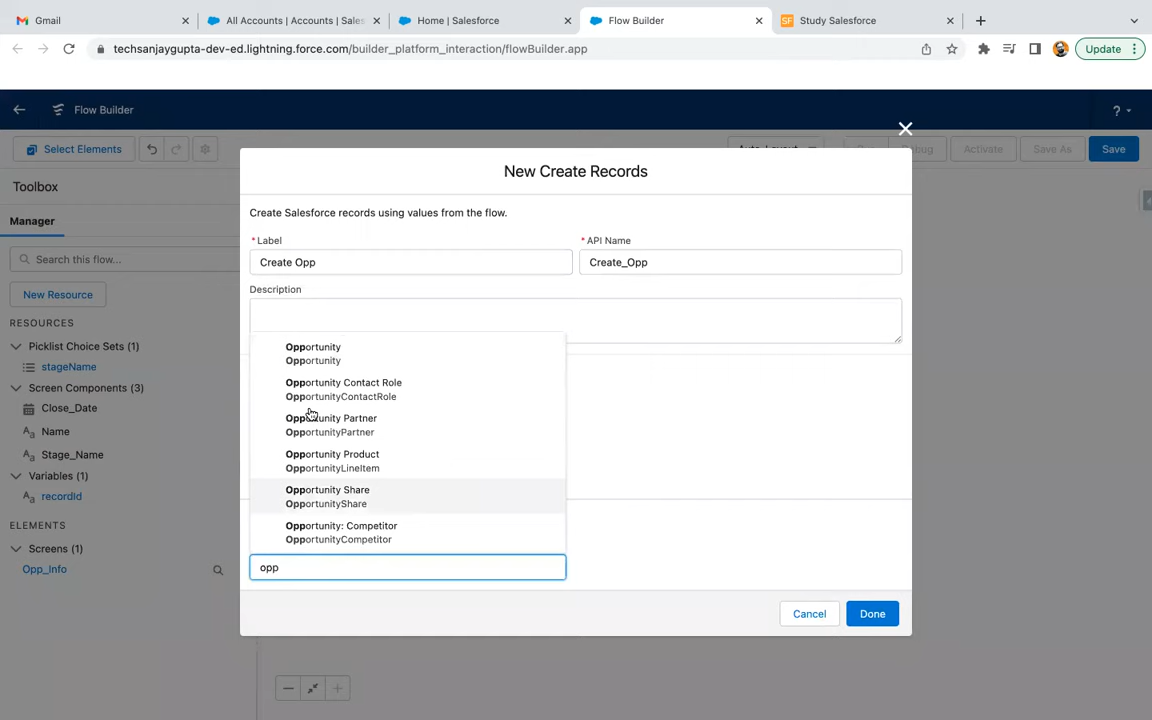 Gmail
All Accounts | Accounts | Sales
Home | Salesforce
Flow Builder
SF Study Salesforce
techsanjaygupta-dev-ed.lightning.force.com/builder_platform_interaction/flowBuilder.app
Update
Flow Builder
?
Select Elements
Auto-Layout
Debug
Activate
Save As
Save
Toolbox
Manager
Search this flow...
New Resource
RESOURCES
Picklist Choice Sets (1)
stageName
Screen Components (3)
Close_Date
Name
Stage_Name
Variables (1)
recordId
ELEMENTS
Screens (1)
Opp_Info
New Create Records
Create Salesforce records using values from the flow.
* Label
* API Name
Create Opp
Create_Opp
Description
Opportunity
Opportunity
Opportunity Contact Role
OpportunityContactRole
Opportunity Partner
OpportunityPartner
Opportunity Product
OpportunityLineItem
Opportunity Share
OpportunityShare
Opportunity: Competitor
OpportunityCompetitor
opp
Cancel
Done